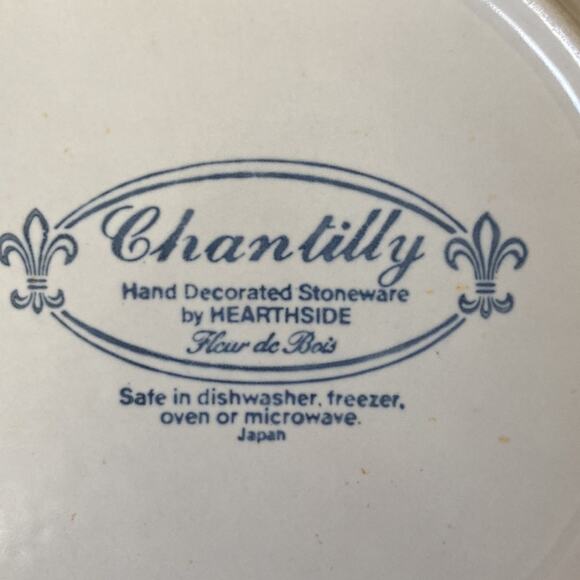 Chantilly
Hand Decorated Stoneware
by HEARTHSIDE
Fleur de Bois
Safe in dishwasher, freezer,
oven or microwave.
Japan